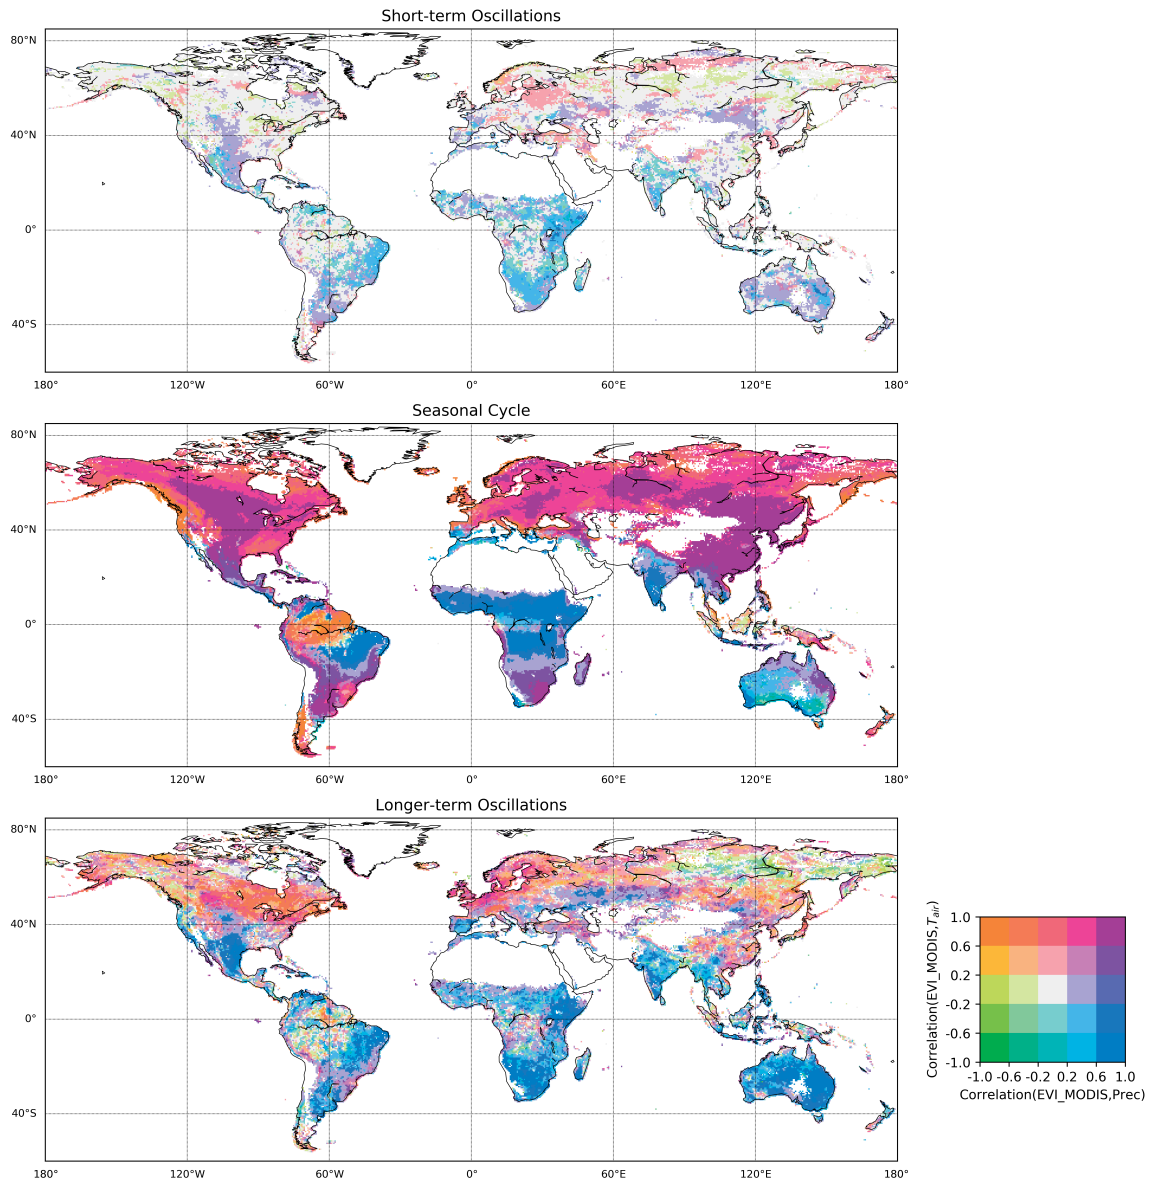 Short-term Oscillations
80°N
40°N
0°
40°S
180° 120°W 60°W 0° 60°E 120°E 180°
Seasonal Cycle
80°N
40°N
0°
40°S
180° 120°W 60°W 0° 60°E 120°E 180°
Longer-term Oscillations
80°N
40°N
0°
40°S
180° 120°W 60°W 0° 60°E 120°E 180°
Correlation(EVI_MODIS,Tair)
1.0
0.6
0.2
-0.2
-0.6
-1.0
-1.0 -0.6 -0.2 0.2 0.6 1.0
Correlation(EVI_MODIS,Prec)